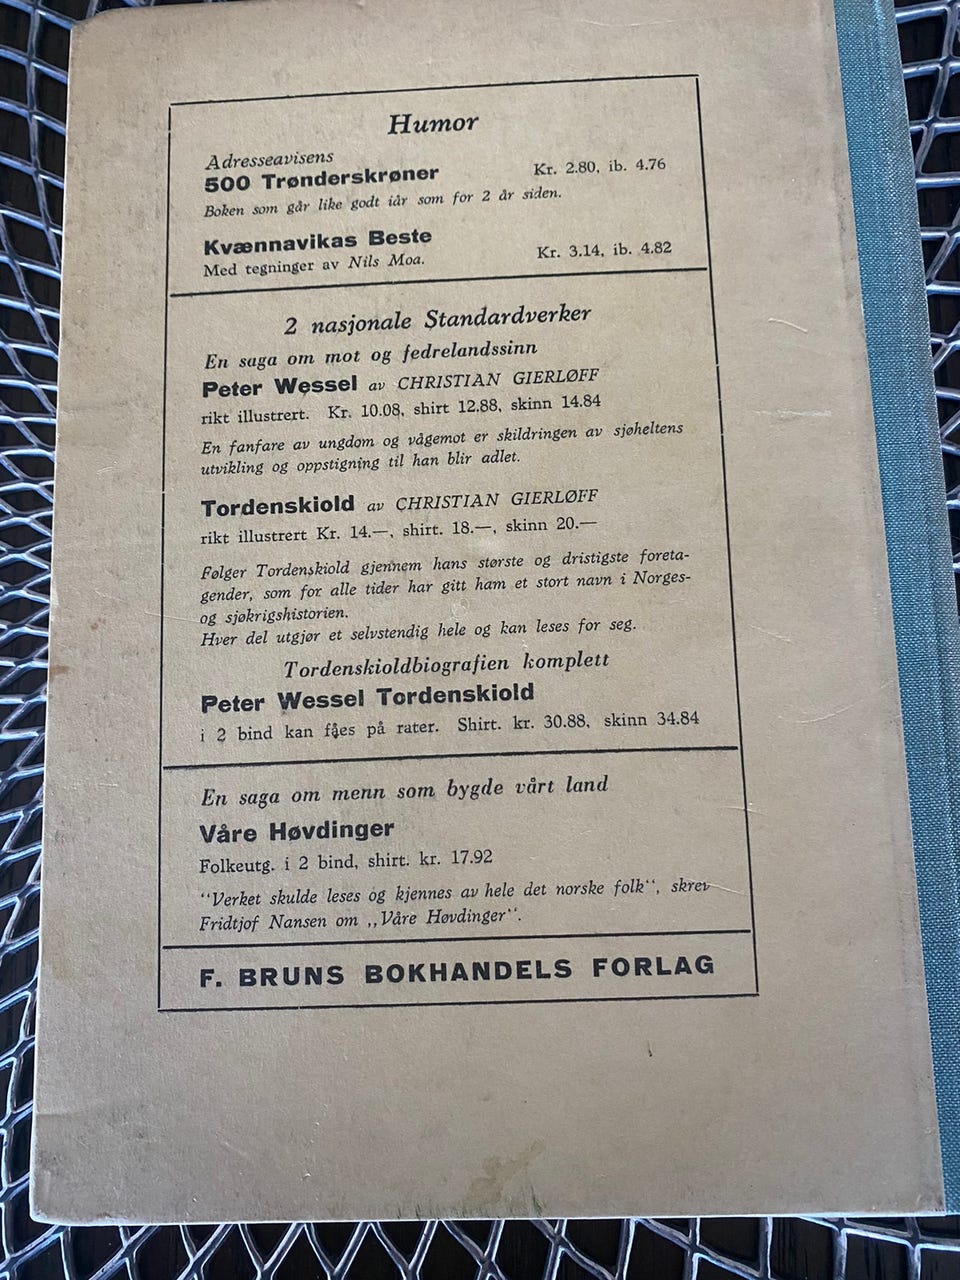 Humor
Adresseavisens
500 Trønderskrøner Kr. 2.80, ib. 4.76
Boken som går like godt iår som for 2 år siden.
Kvænnavikas Beste
Med tegninger av Nils Moa. Kr. 3.14, ib. 4.82
2 nasjonale Standardverker
En saga om mot og fedrelandssinn
Peter Wessel av CHRISTIAN GIERLØFF
rikt illustrert. Kr. 10.08, shirt 12.88, skinn 14.84
En fanfare av ungdom og vågemot er skildringen av sjøheltens
utvikling og oppstigning til han blir adlet.
Tordenskiold av CHRISTIAN GIERLØFF
rikt illustrert Kr. 14.—, shirt. 18.—, skinn 20.—
Følger Tordenskiold gjennem hans største og dristigste foreta-
gender, som for alle tider har gitt ham et stort navn i Norges-
og sjøkrigshistorien.
Hver del utgjør et selvstendig hele og kan leses for seg.
Tordenskioldbiografien komplett
Peter Wessel Tordenskiold
i 2 bind kan fåes på rater. Shirt. kr. 30.88, skinn 34.84
En saga om menn som bygde vårt land
Våre Høvdinger
Folkeutg. i 2 bind, shirt. kr. 17.92
“Verket skulde leses og kjennes av hele det norske folk“, skrev
Fridtjof Nansen om „Våre Høvdinger“.
F. BRUNS BOKHANDELS FORLAG